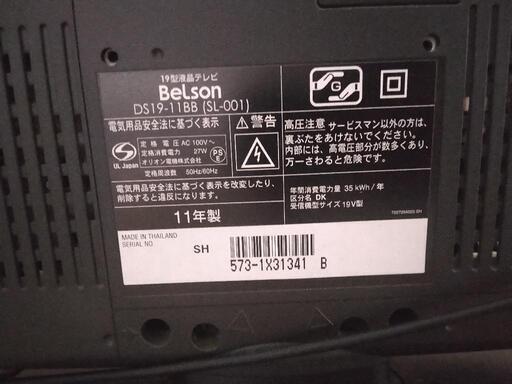 19型液晶テレビ
BeLson
DS19-11BB (SL-001)
電気用品安全法に基づく表示
定格電圧 AC 100V~
定格消費電力 27W
オリオン電機株式会社
定格周波数 50Hz/60Hz
UL Japan
PS
E
電気用品安全法に基づく表示を改変したり、
削除すると違反になります。
11年製
警告
高圧注意 サービスマン以外の方は、
裏ぶたをあけないでください。
内部には、高電圧部分が数多くあり、
万一さわると危険です。
年間消費電力量 35 kWh/年
区分名 DK
受信機型サイズ 19V型
MADE IN THAILAND
SERIAL NO
SH
573-1X31341 B